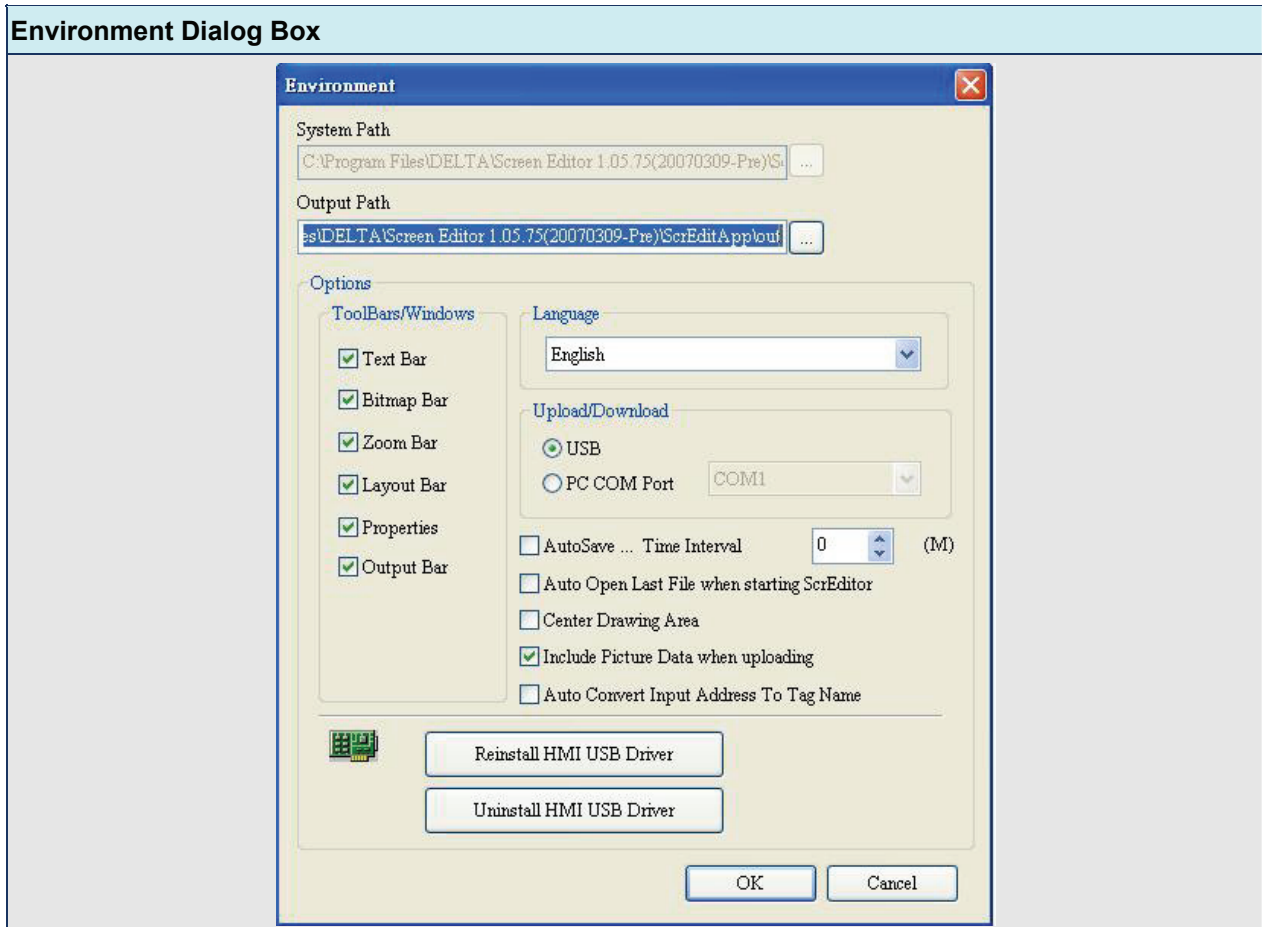 Environment Dialog Box
Environment
System Path
C:\Program Files\DELTA\Screen Editor 1.05.75(20070309-Pre)\S
...
Output Path
es\DELTA\Screen Editor 1.05.75(20070309-Pre)\ScrEditApp\out
...
Options
ToolBars/Windows
Text Bar
Bitmap Bar
Zoom Bar
Layout Bar
Properties
Output Bar
Language
English
Upload/Download
USB
PC COM Port COM1
AutoSave ... Time Interval 0 (M)
Auto Open Last File when starting ScrEditor
Center Drawing Area
Include Picture Data when uploading
Auto Convert Input Address To Tag Name
Reinstall HMI USB Driver
Uninstall HMI USB Driver
OK Cancel